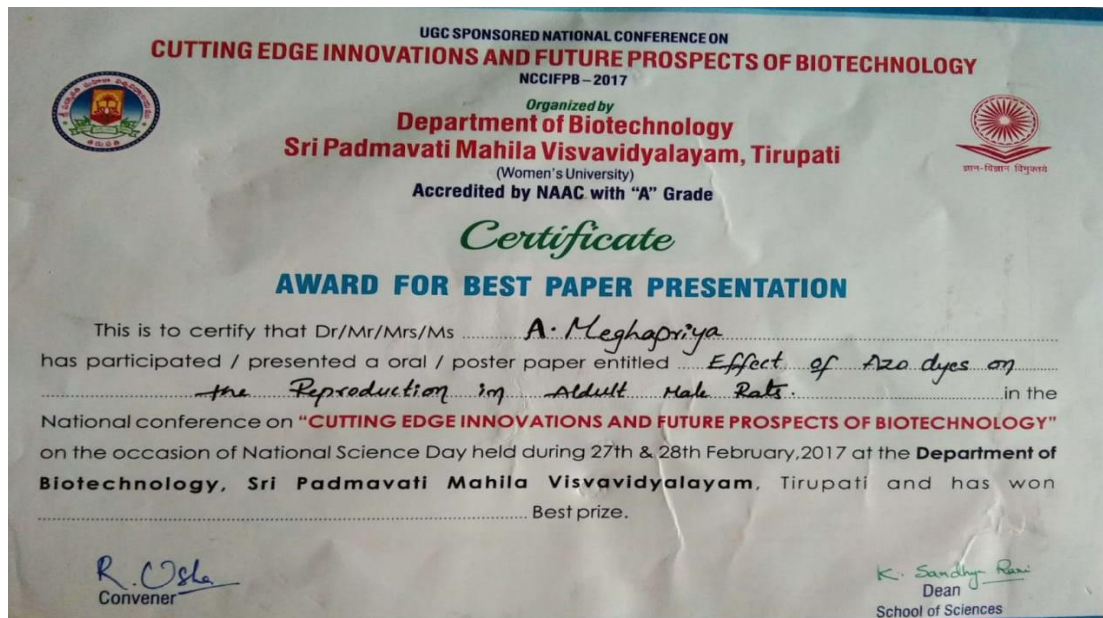 UGC SPONSORED NATIONAL CONFERENCE ON
CUTTING EDGE INNOVATIONS AND FUTURE PROSPECTS OF BIOTECHNOLOGY
NCCIFPB – 2017
Organized by
Department of Biotechnology
Sri Padmavati Mahila Visvavidyalayam, Tirupati
(Women's University)
Accredited by NAAC with "A" Grade
ज्ञान-विज्ञान विमुक्तये
Certificate
AWARD FOR BEST PAPER PRESENTATION
This is to certify that Dr/Mr/Mrs/Ms A. Meghapriya
has participated / presented a oral / poster paper entitled Effect of Azo dyes on
the Reproduction in Aldult Male Rats. in the
National conference on "CUTTING EDGE INNOVATIONS AND FUTURE PROSPECTS OF BIOTECHNOLOGY"
on the occasion of National Science Day held during 27th & 28th February,2017 at the Department of
Biotechnology, Sri Padmavati Mahila Visvavidyalayam, Tirupati and has won
Best prize.
R. Usha
Convener
K. Sandhya Rani
Dean
School of Sciences